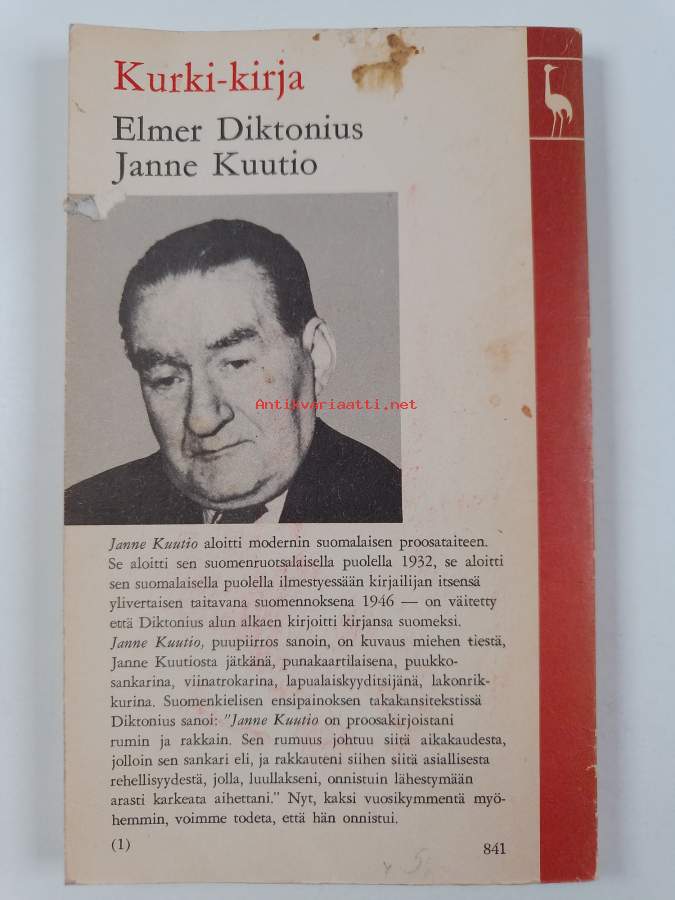 Kurki-kirja
Elmer Diktonius
Janne Kuutio
Antikvariaatti.net
Janne Kuutio aloitti modernin suomalaisen proosataiteen.
Se aloitti sen suomenruotsalaisella puolella 1932, se aloitti
sen suomalaisella puolella ilmestyessään kirjailijan itsensä
ylivertaisen taitavana suomennoksena 1946 — on väitetty
että Diktonius alun alkaen kirjoitti kirjansa suomeksi.
Janne Kuutio, puupiirros sanoin, on kuvaus miehen tiestä,
Janne Kuutiosta jätkänä, punakaartilaisena, puukko-
sankarina, viinatrokarina, lapualaiskyyditsijänä, lakonrik-
kurina. Suomenkielisen ensipainoksen takakansitekstissä
Diktonius sanoi: "Janne Kuutio on proosakirjoistani
rumin ja rakkain. Sen rumuus johtuu siitä aikakaudesta,
jolloin sen sankari eli, ja rakkauteni siihen siitä asiallisesta
rehellisyydestä, jolla, luullakseni, onnistuin lähestymään
arasti karkeata aihettani." Nyt, kaksi vuosikymmentä myö-
hemmin, voimme todeta, että hän onnistui.
(1) 841